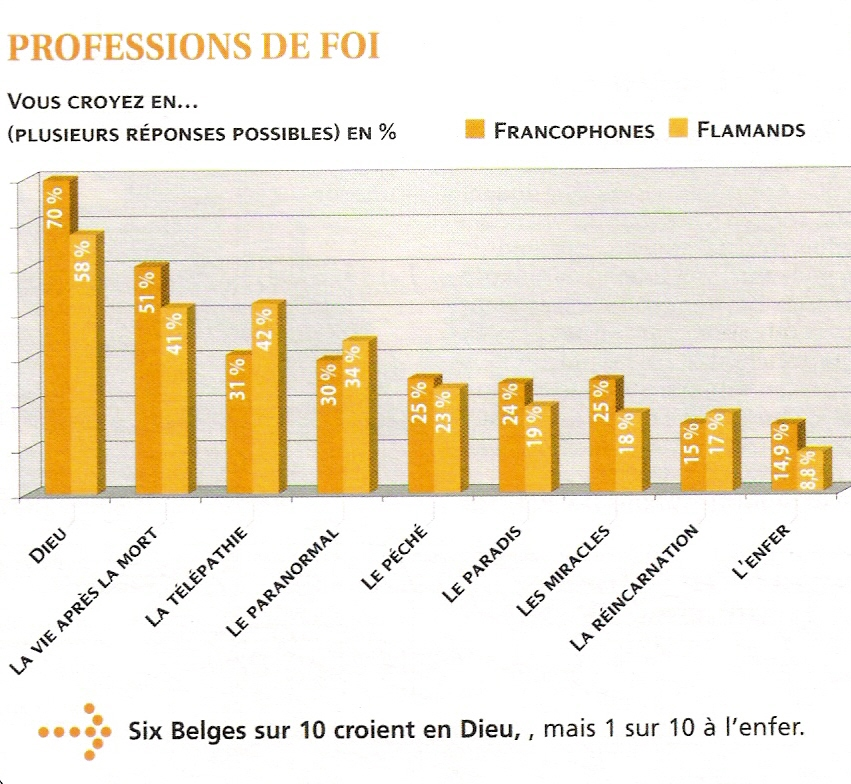 PROFESSIONS DE FOI
VOUS CROYEZ EN...
(PLUSIEURS RÉPONSES POSSIBLES) EN %
FRANCOPHONES FLAMANDS
70 % 58 %
51 % 41 %
31 % 42 %
30 % 34 %
25 % 23 %
24 % 19 %
25 % 18 %
15 % 17 %
14,9 % 8,8 %
DIEU
LA VIE APRÈS LA MORT
LA TÉLÉPATHIE
LE PARANORMAL
LE PÉCHÉ
LE PARADIS
LES MIRACLES
LA RÉINCARNATION
L'ENFER
Six Belges sur 10 croient en Dieu, , mais 1 sur 10 à l'enfer.